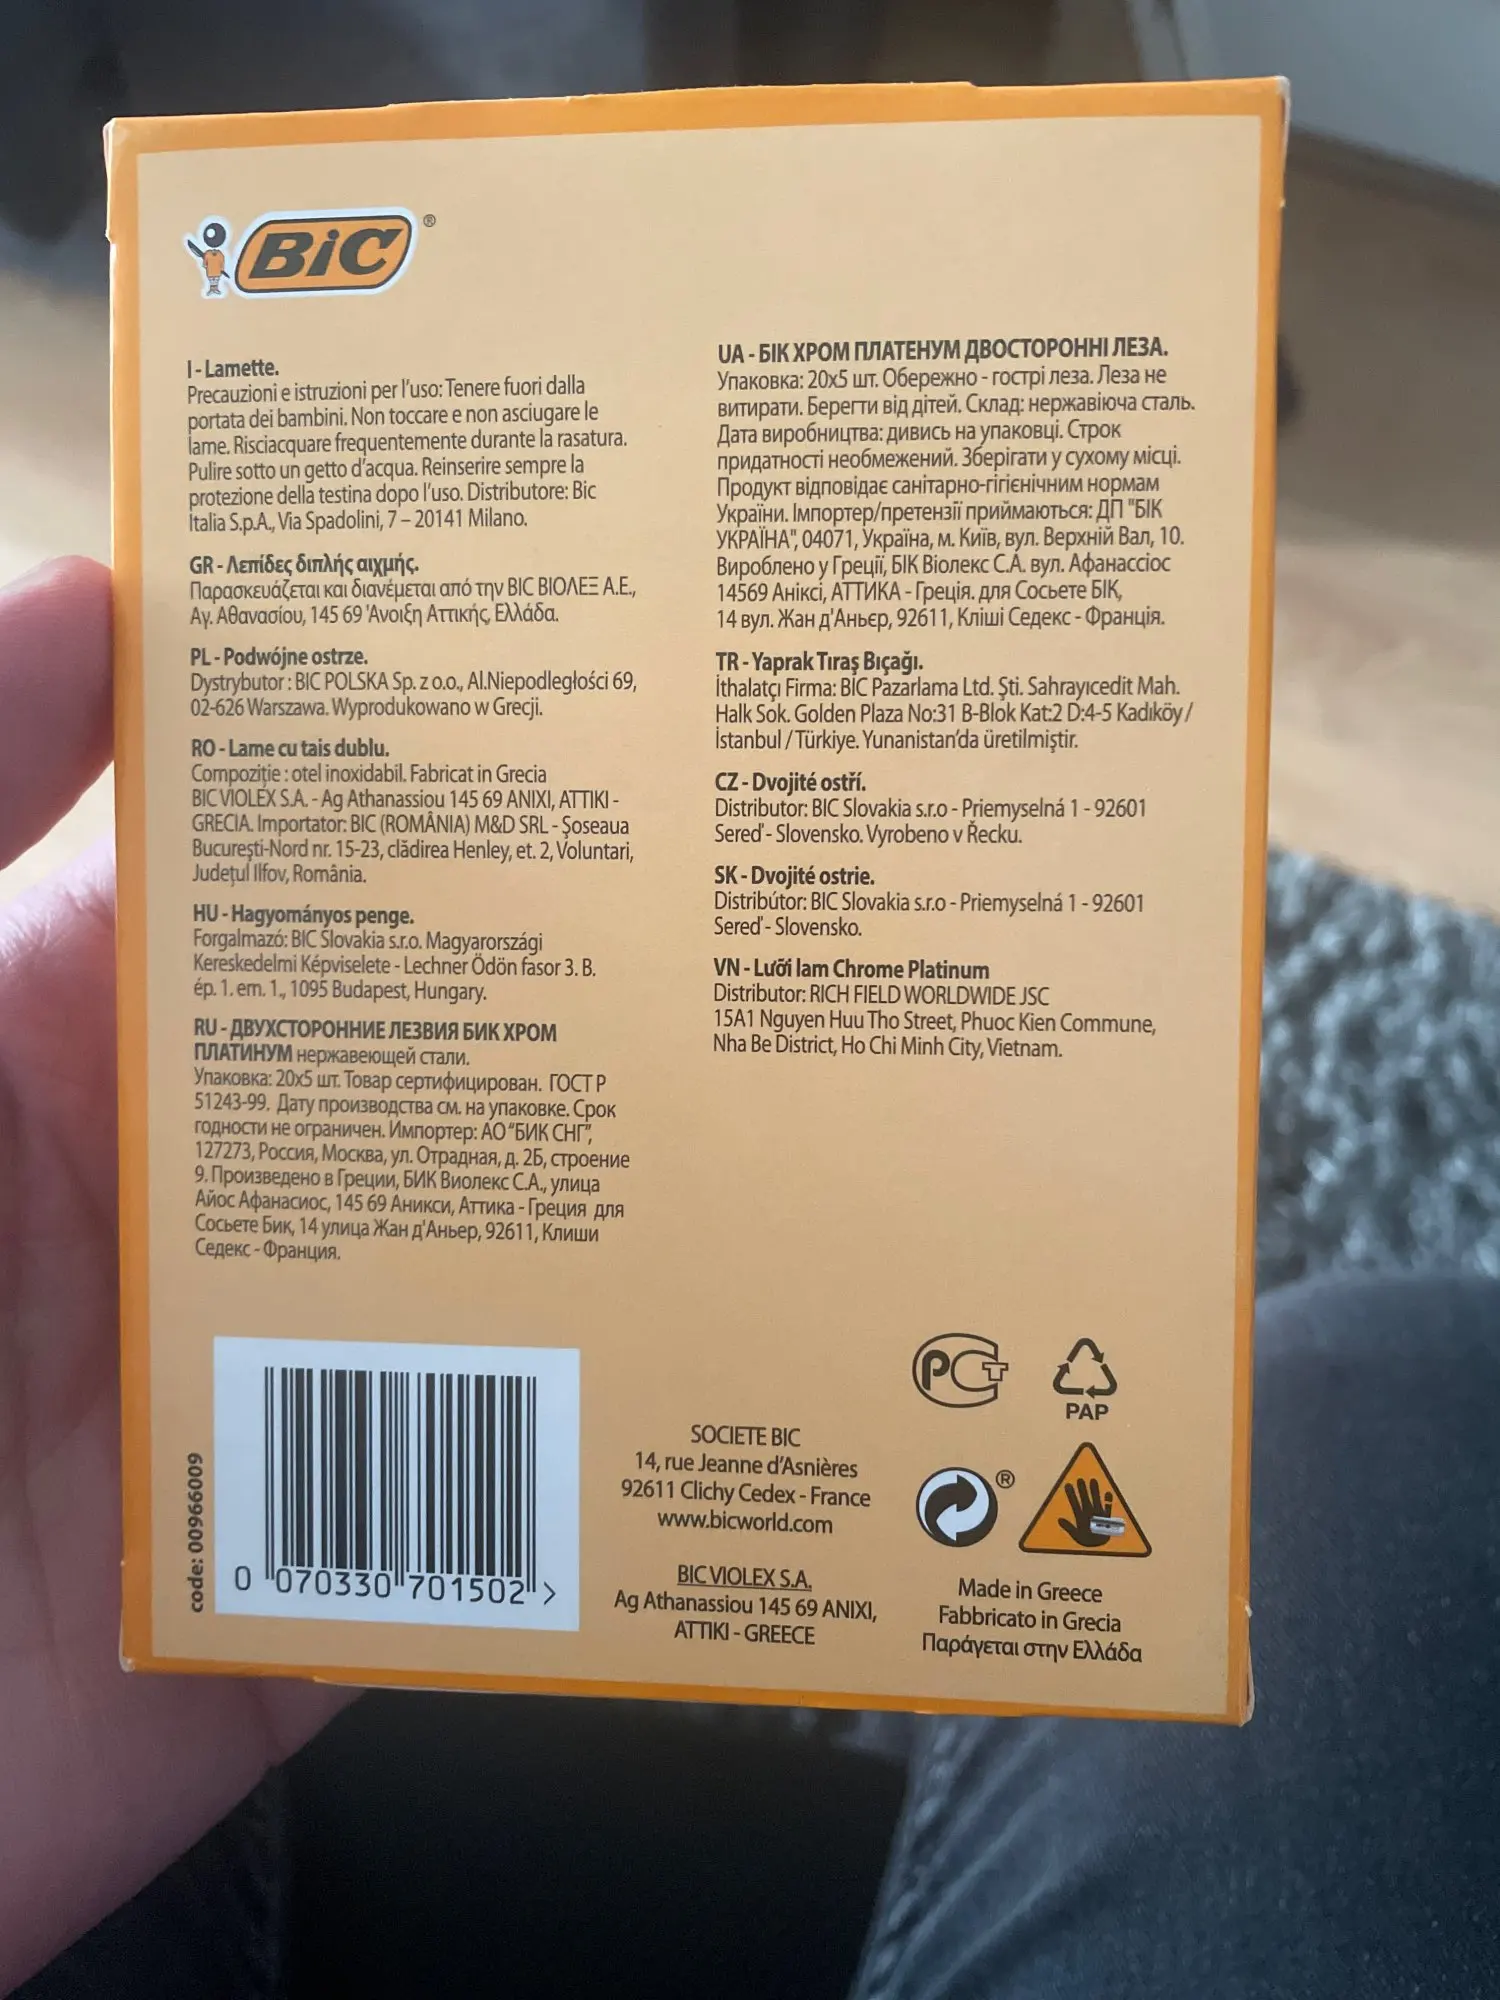 BIC®
I - Lamette.
Precauzioni e istruzioni per l'uso: Tenere fuori dalla
portata dei bambini. Non toccare e non asciugare le
lame. Risciacquare frequentemente durante la rasatura.
Pulire sotto un getto d'acqua. Reinserire sempre la
protezione della testina dopo l'uso. Distributore: Bic
Italia S.p.A., Via Spadolini, 7 – 20141 Milano.
GR - Λεπίδες διπλής αιχμής.
Παρασκευάζεται και διανέμεται από την BIC ΒΙΟΛΕΞ Α.Ε.,
Αγ. Αθανασίου, 145 69 'Ανοιξη Αττικής, Ελλάδα.
PL - Podwójne ostrze.
Dystrybutor : BIC POLSKA Sp. z o.o., Al.Niepodległości 69,
02-626 Warszawa. Wyprodukowano w Grecji.
RO - Lame cu tais dublu.
Compoziţie : otel inoxidabil. Fabricat in Grecia
BIC VIOLEX S.A. - Ag Athanassiou 145 69 ANIXI, ATTIKI -
GRECIA. Importator: BIC (ROMÂNIA) M&D SRL - Şoseaua
Bucureşti-Nord nr. 15-23, clădirea Henley, et. 2, Voluntari,
Judeţul Ilfov, România.
HU - Hagyományos penge.
Forgalmazó: BIC Slovakia s.r.o. Magyarországi
Kereskedelmi Képviselete - Lechner Ödön fasor 3. B.
ép. 1. em. 1., 1095 Budapest, Hungary.
RU - ДВУХСТОРОННИЕ ЛЕЗВИЯ БИК ХРОМ
ПЛАТИНУМ нержавеющей стали.
Упаковка: 20x5 шт. Товар сертифицирован. ГОСТ Р
51243-99. Дату производства см. на упаковке. Срок
годности не ограничен. Импортер: АО "БИК СНГ",
127273, Россия, Москва, ул. Отрадная, д. 2Б, строение
9. Произведено в Греции, БИК Виолекс С.А., улица
Айос Афанасиос, 145 69 Аникси, Аттика - Греция для
Сосьете Бик, 14 улица Жан д'Аньер, 92611, Клиши
Седекс - Франция.
UA - БІК ХРОМ ПЛАТЕНУМ ДВОСТОРОННІ ЛЕЗА.
Упаковка: 20x5 шт. Обережно - гострі леза. Леза не
витирати. Берегти від дітей. Склад: нержавіюча сталь.
Дата виробництва: дивись на упаковці. Строк
придатності необмежений. Зберігати у сухому місці.
Продукт відповідає санітарно-гігієнічним нормам
України. Імпортер/претензії приймаються: ДП "БІК
УКРАЇНА", 04071, Україна, м. Київ, вул. Верхній Вал, 10.
Вироблено у Греції, БІК Віолекс С.А. вул. Афанассіос
14569 Аніксі, АТТИКА - Греція. для Сосьете БІК,
14 вул. Жан д'Аньєр, 92611, Кліші Седекс - Франція.
TR - Yaprak Tıraş Bıçağı.
İthalatçı Firma: BIC Pazarlama Ltd. Şti. Sahrayıcedit Mah.
Halk Sok. Golden Plaza No:31 B-Blok Kat:2 D:4-5 Kadıköy /
İstanbul / Türkiye. Yunanistan'da üretilmiştir.
CZ - Dvojité ostří.
Distributor: BIC Slovakia s.r.o - Priemyselná 1 - 92601
Sereď - Slovensko. Vyrobeno v Řecku.
SK - Dvojité ostrie.
Distribútor: BIC Slovakia s.r.o - Priemyselná 1 - 92601
Sereď - Slovensko.
VN - Lưỡi lam Chrome Platinum
Distributor: RICH FIELD WORLDWIDE JSC
15A1 Nguyen Huu Tho Street, Phuoc Kien Commune,
Nha Be District, Ho Chi Minh City, Vietnam.
code: 00966009
0 070330 701502 >
SOCIETE BIC
14, rue Jeanne d'Asnières
92611 Clichy Cedex - France
www.bicworld.com
BIC VIOLEX S.A.
Ag Athanassiou 145 69 ANIXI,
ATTIKI - GREECE
РСТ
PAP
®
Made in Greece
Fabbricato in Grecia
Παράγεται στην Ελλάδα